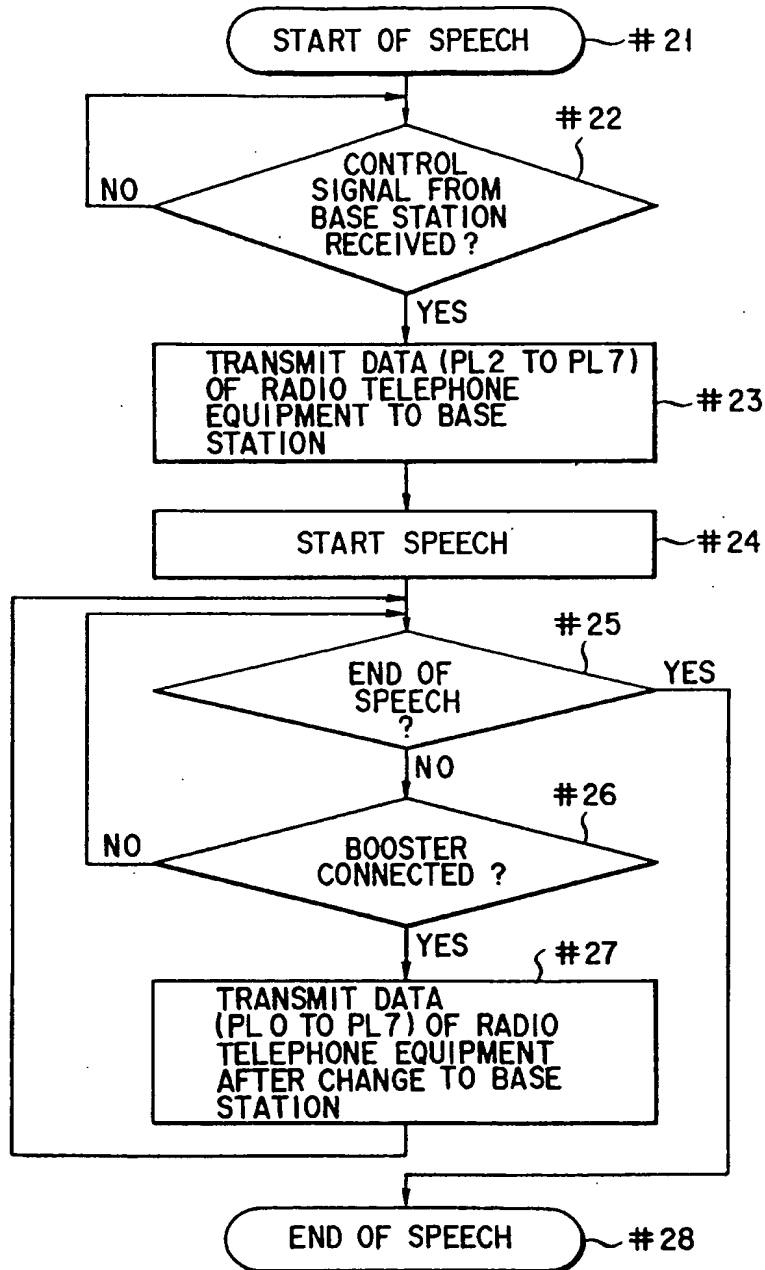 START OF SPEECH #21
#22
CONTROL
SIGNAL FROM
BASE STATION
RECEIVED ?
NO
YES
TRANSMIT DATA (PL2 TO PL7)
OF RADIO TELEPHONE
EQUIPMENT TO BASE
STATION
#23
START SPEECH #24
#25
END OF
SPEECH
?
YES
NO
#26
BOOSTER
CONNECTED ?
NO
YES
#27
TRANSMIT DATA
(PL0 TO PL7) OF RADIO
TELEPHONE EQUIPMENT
AFTER CHANGE TO BASE
STATION
END OF SPEECH #28